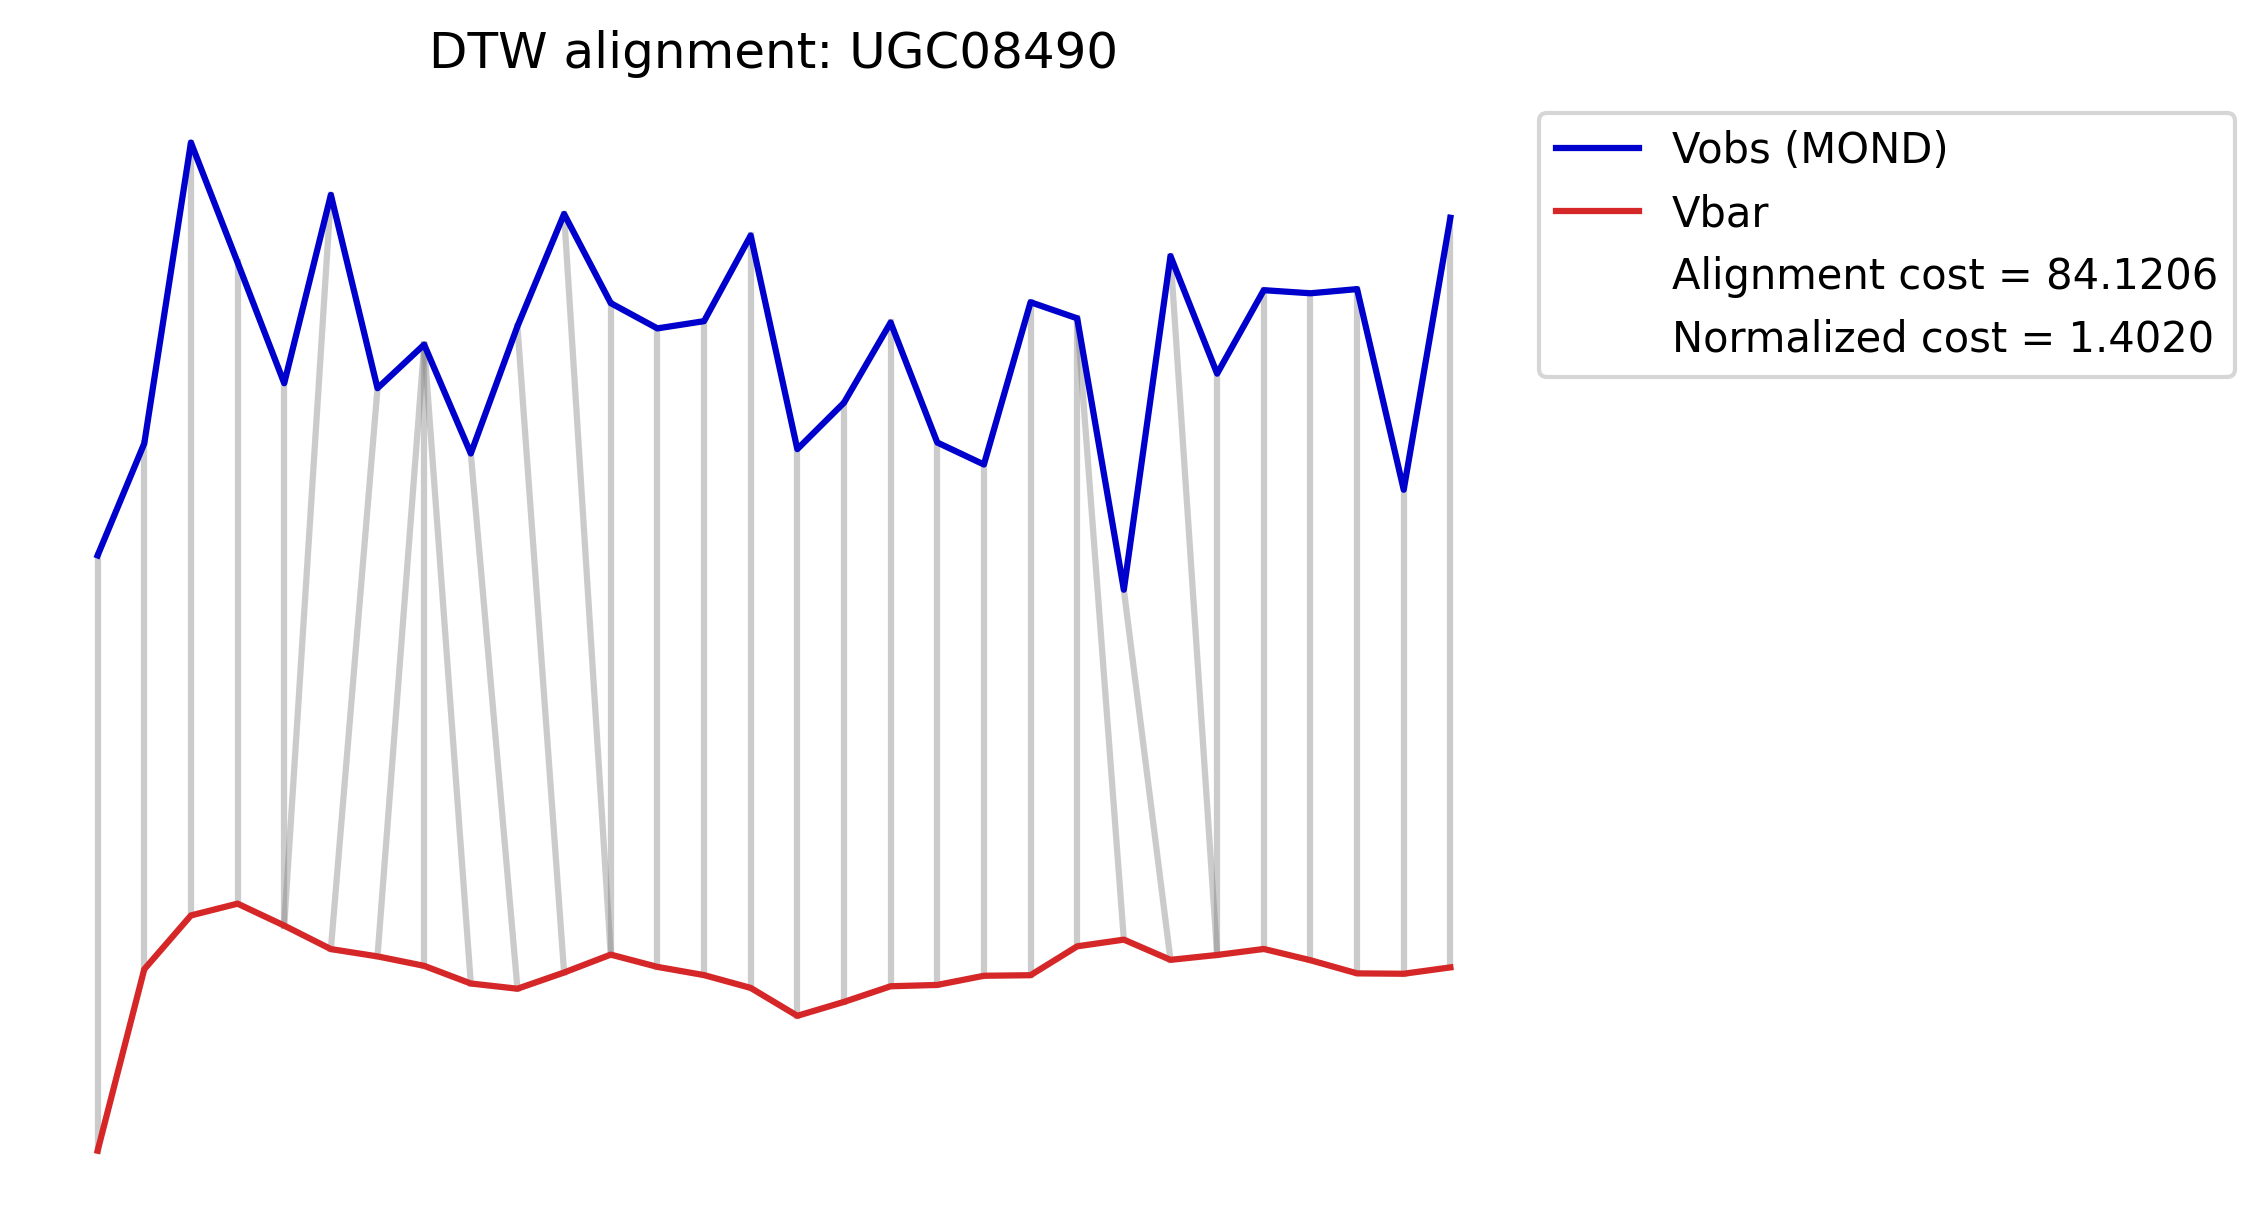 DTW alignment: UGC08490
Vobs (MOND)
Vbar
Alignment cost = 84.1206
Normalized cost = 1.4020